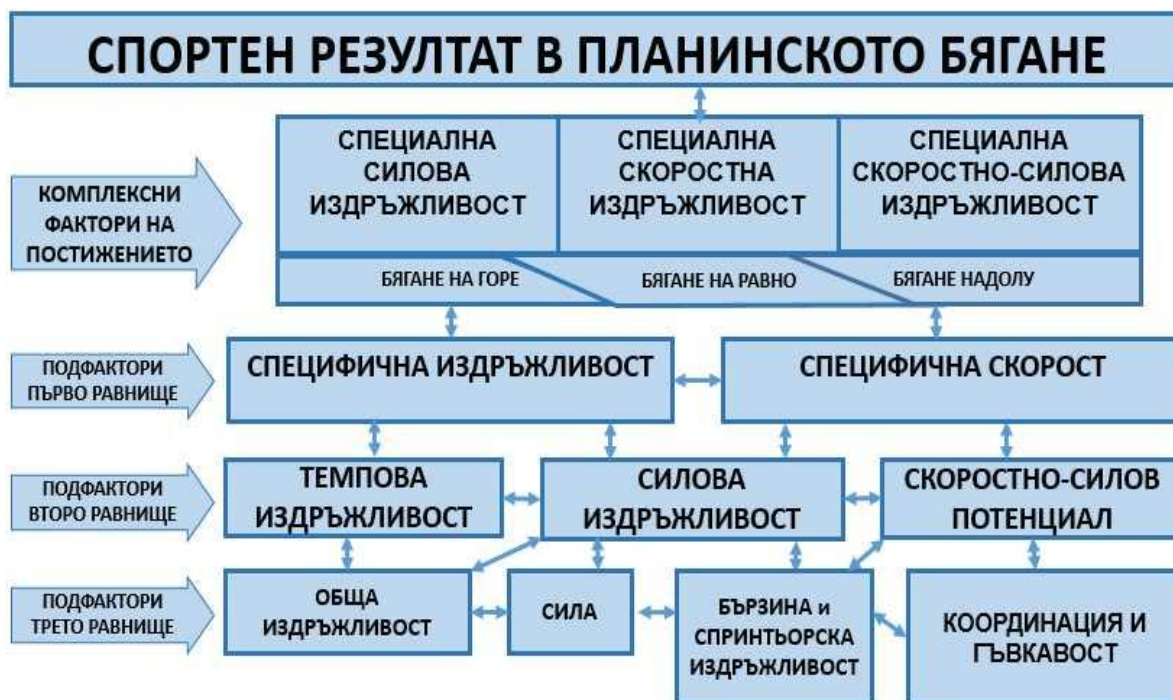 СПОРТЕН РЕЗУЛТАТ В ПЛАНИНСКОТО БЯГАНЕ
КОМПЛЕКСНИ
ФАКТОРИ НА
ПОСТИЖЕНИЕТО
СПЕЦИАЛНА
СИЛОВА
ИЗДРЪЖЛИВОСТ
СПЕЦИАЛНА
СКОРОСТНА
ИЗДРЪЖЛИВОСТ
СПЕЦИАЛНА
СКОРОСТНО-СИЛОВА
ИЗДРЪЖЛИВОСТ
БЯГАНЕ НА ГОРЕ
БЯГАНЕ НА РАВНО
БЯГАНЕ НАДОЛУ
ПОДФАКТОРИ
ПЪРВО РАВНИЩЕ
СПЕЦИФИЧНА ИЗДРЪЖЛИВОСТ
СПЕЦИФИЧНА СКОРОСТ
ПОДФАКТОРИ
ВТОРО РАВНИЩЕ
ТЕМПОВА
ИЗДРЪЖЛИВОСТ
СИЛОВА
ИЗДРЪЖЛИВОСТ
СКОРОСТНО-СИЛОВ
ПОТЕНЦИАЛ
ПОДФАКТОРИ
ТРЕТО РАВНИЩЕ
ОБЩА
ИЗДРЪЖЛИВОСТ
СИЛА
БЪРЗИНА и
СПРИНТЬОРСКА
ИЗДРЪЖЛИВОСТ
КООРДИНАЦИЯ И
ГЪВКАВОСТ